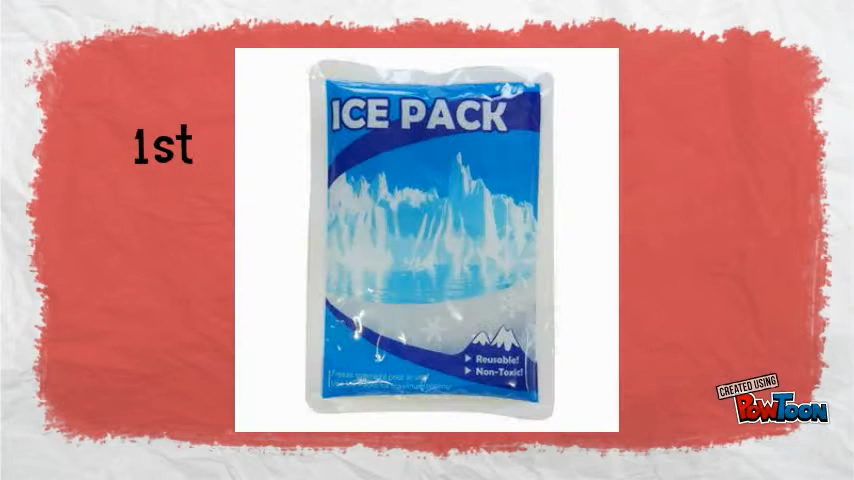 1st
ICE PACK
Reusable!
Non-Toxic!
CREATED USING
POWTOON